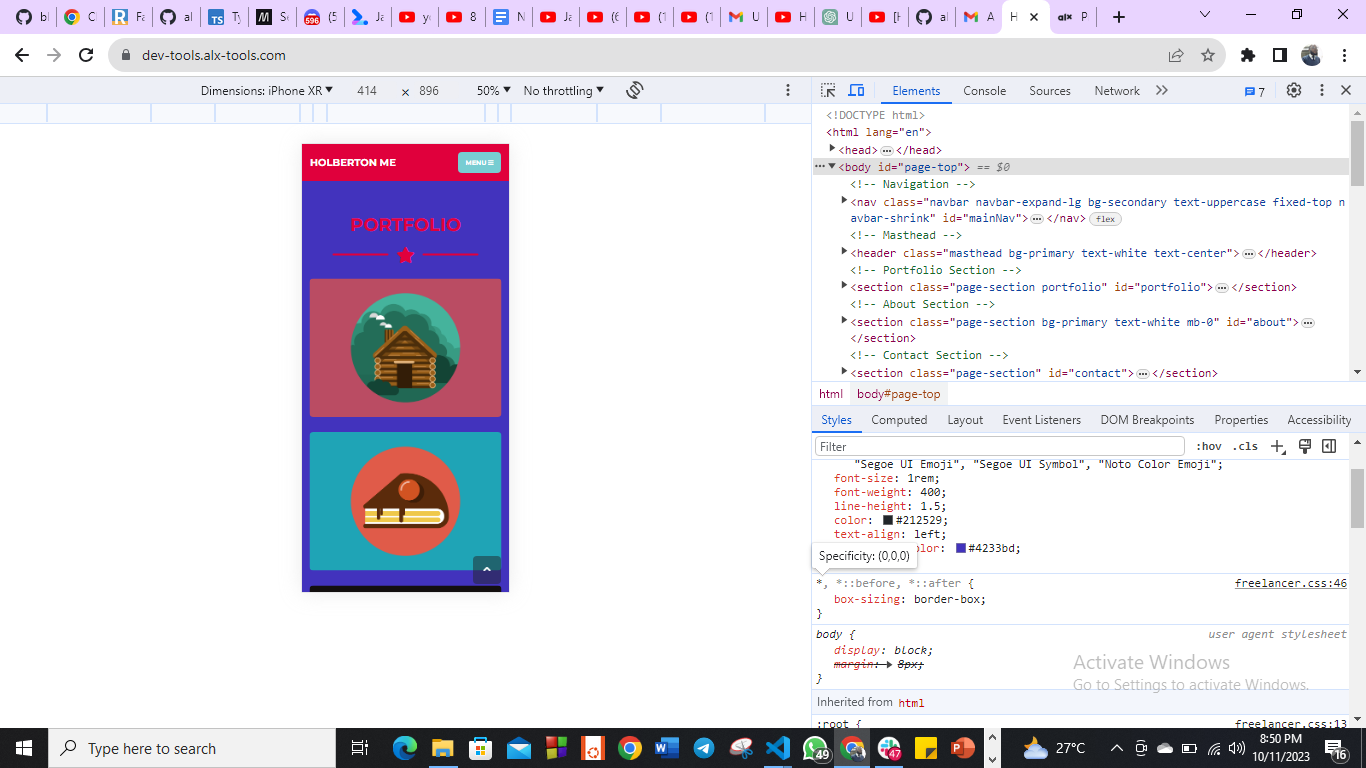 bl
C
Fa
al
Ty
Se
596
(5
Ja
yo
8
N
Ja
(6
(1
(1
U
H
U
[H
al
A
H
alx P
dev-tools.alx-tools.com
Dimensions: iPhone XR 414 × 896 50% No throttling
Elements Console Sources Network 7
HOLBERTON ME MENU
PORTFOLIO
<!DOCTYPE html>
<html lang="en">
<head> … </head>
… <body id="page-top"> == $0
<!-- Navigation -->
<nav class="navbar navbar-expand-lg bg-secondary text-uppercase fixed-top n
avbar-shrink" id="mainNav"> … </nav> flex
<!-- Masthead -->
<header class="masthead bg-primary text-white text-center"> … </header>
<!-- Portfolio Section -->
<section class="page-section portfolio" id="portfolio"> … </section>
<!-- About Section -->
<section class="page-section bg-primary text-white mb-0" id="about"> …
</section>
<!-- Contact Section -->
<section class="page-section" id="contact"> … </section>
html body#page-top
Styles Computed Layout Event Listeners DOM Breakpoints Properties Accessibility
Filter :hov .cls
"Segoe UI Emoji", "Segoe UI Symbol", "Noto Color Emoji";
font-size: 1rem;
font-weight: 400;
line-height: 1.5;
color: #212529;
text-align: left;
olor: #4233bd;
Specificity: (0,0,0)
*, *::before, *::after { freelancer.css:46
box-sizing: border-box;
}
body { user agent stylesheet
display: block;
margin: 8px;
}
Inherited from html
:root { freelancer.css:13
Activate Windows
Go to Settings to activate Windows.
Type here to search
49
47
27°C
8:50 PM
10/11/2023
16